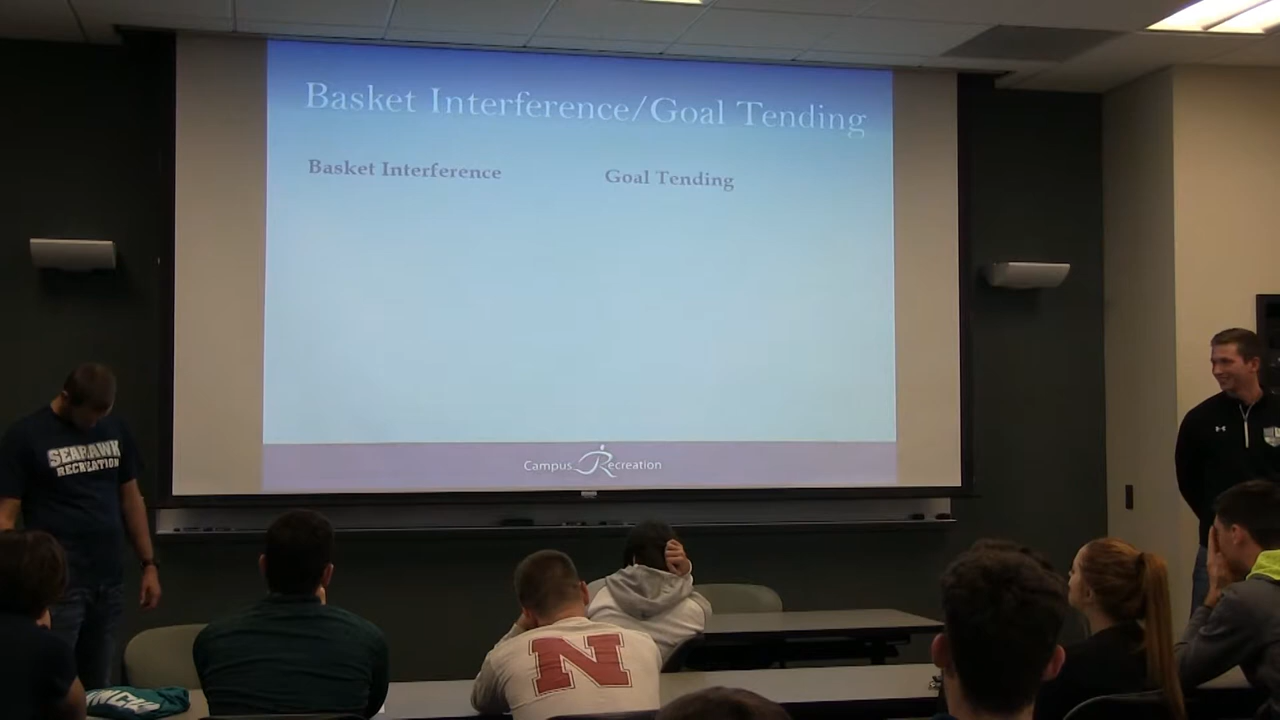 Basket Interference/Goal Tending
Basket Interference
Goal Tending
Campus Recreation
SEAHAWK
RECREATION
N